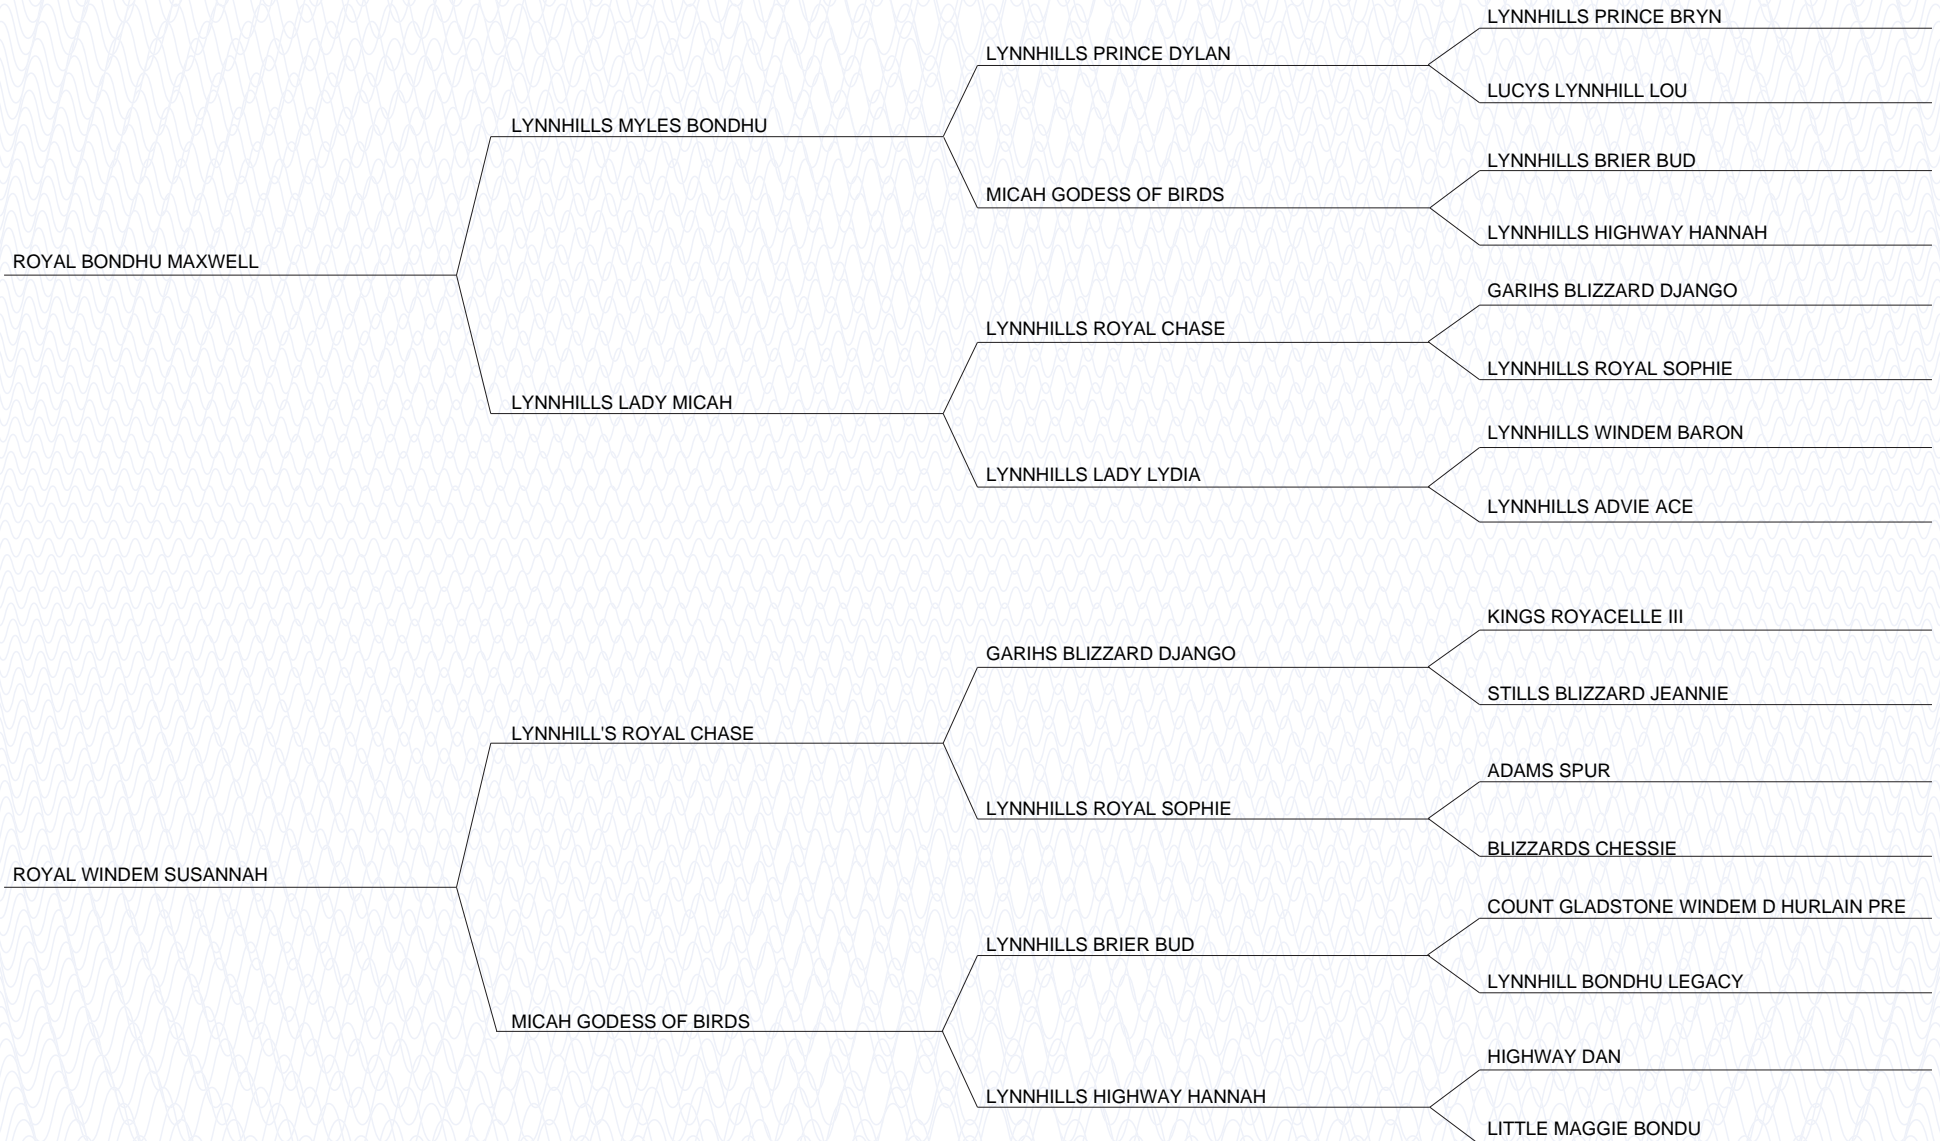 LYNNHILLS PRINCE BRYN
LYNNHILLS PRINCE DYLAN
LUCYS LYNNHILL LOU
LYNNHILLS MYLES BONDHU
LYNNHILLS BRIER BUD
MICAH GODESS OF BIRDS
LYNNHILLS HIGHWAY HANNAH
ROYAL BONDHU MAXWELL
GARIHS BLIZZARD DJANGO
LYNNHILLS ROYAL CHASE
LYNNHILLS ROYAL SOPHIE
LYNNHILLS LADY MICAH
LYNNHILLS WINDEM BARON
LYNNHILLS LADY LYDIA
LYNNHILLS ADVIE ACE
KINGS ROYACELLE III
GARIHS BLIZZARD DJANGO
STILLS BLIZZARD JEANNIE
LYNNHILL'S ROYAL CHASE
ADAMS SPUR
LYNNHILLS ROYAL SOPHIE
BLIZZARDS CHESSIE
ROYAL WINDEM SUSANNAH
COUNT GLADSTONE WINDEM D HURLAIN PRE
LYNNHILLS BRIER BUD
LYNNHILL BONDHU LEGACY
MICAH GODESS OF BIRDS
HIGHWAY DAN
LYNNHILLS HIGHWAY HANNAH
LITTLE MAGGIE BONDU